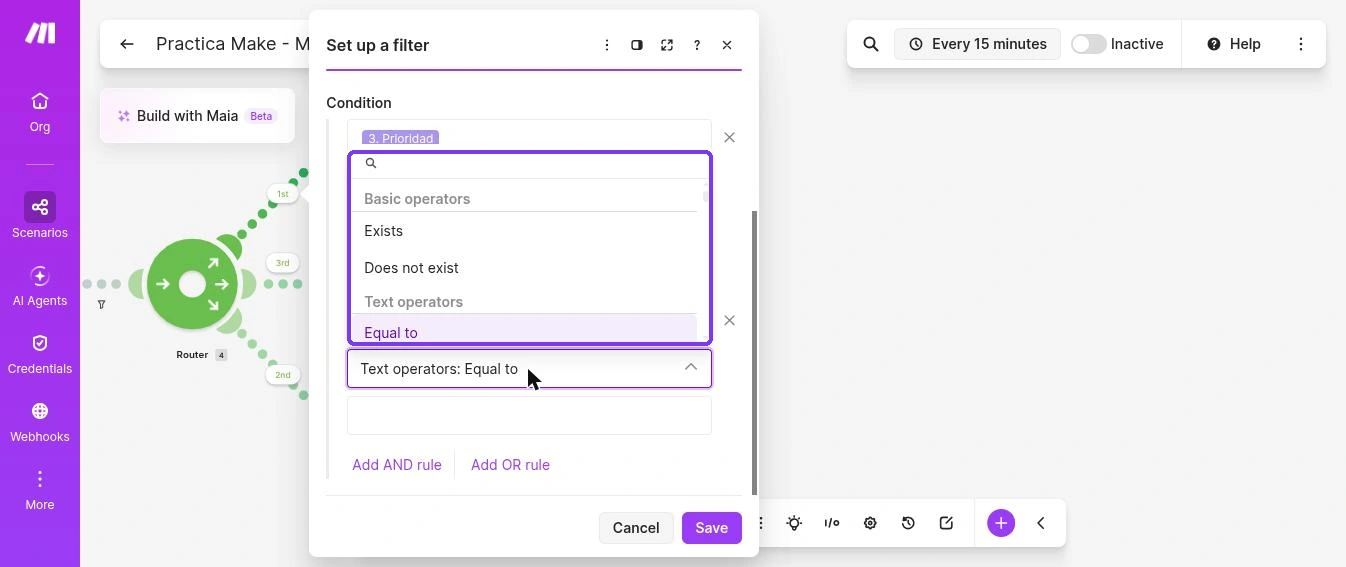 Practica Make - M
Set up a filter
?
Every 15 minutes
Inactive
Help
Build with Maia
Beta
Condition
3. Prioridad
Basic operators
Exists
Does not exist
Text operators
Equal to
Text operators: Equal to
Add AND rule
Add OR rule
Cancel
Save
Org
Scenarios
AI Agents
Credentials
Webhooks
More
1st
3rd
2nd
Router 4